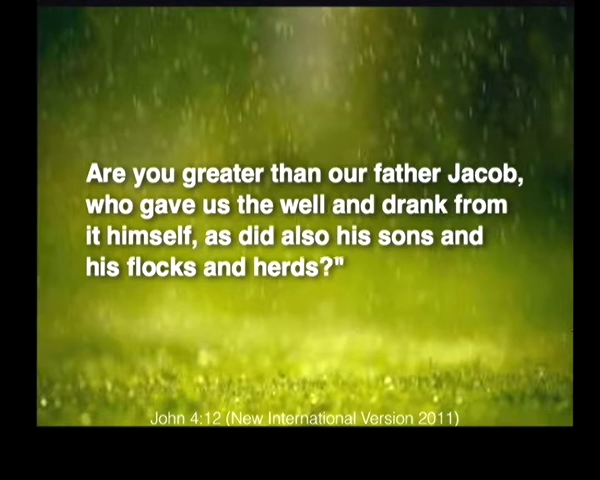 Are you greater than our father Jacob,
who gave us the well and drank from
it himself, as did also his sons and
his flocks and herds?"
John 4:12 (New International Version 2011)